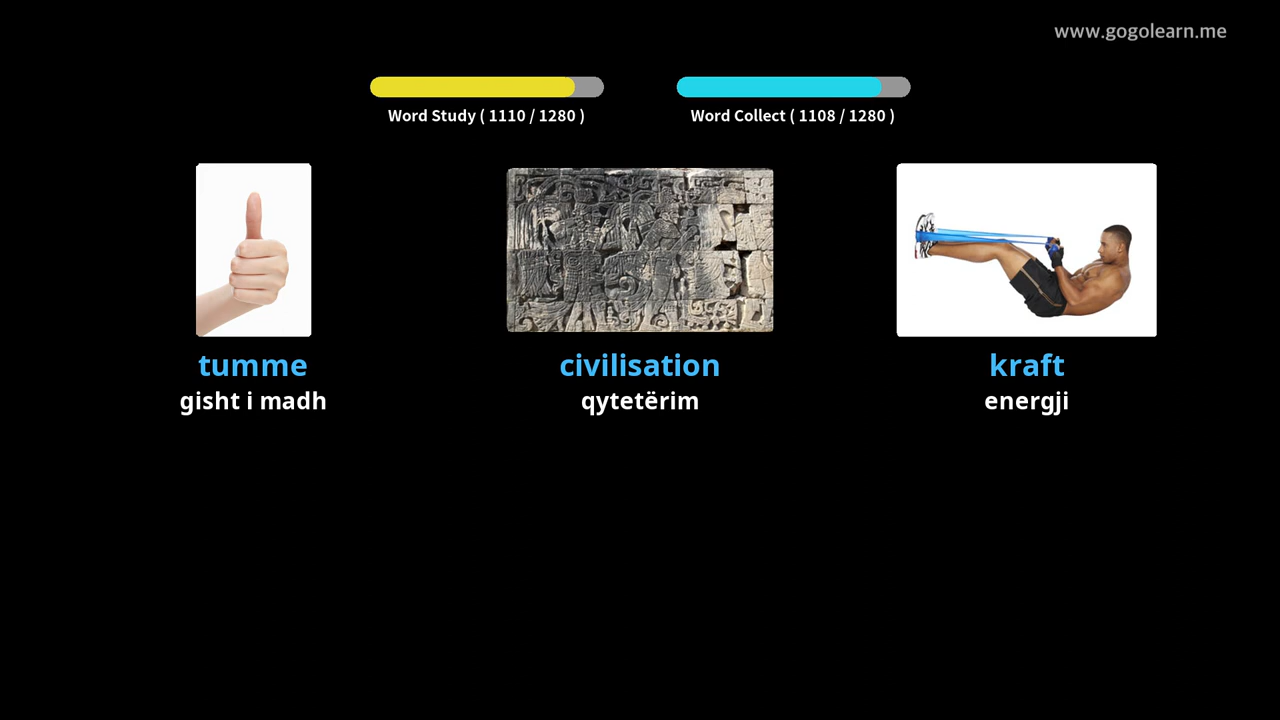 www.gogolearn.me
Word Study ( 1110 / 1280 )
Word Collect ( 1108 / 1280 )
tumme
gisht i madh
civilisation
qytetërim
kraft
energji